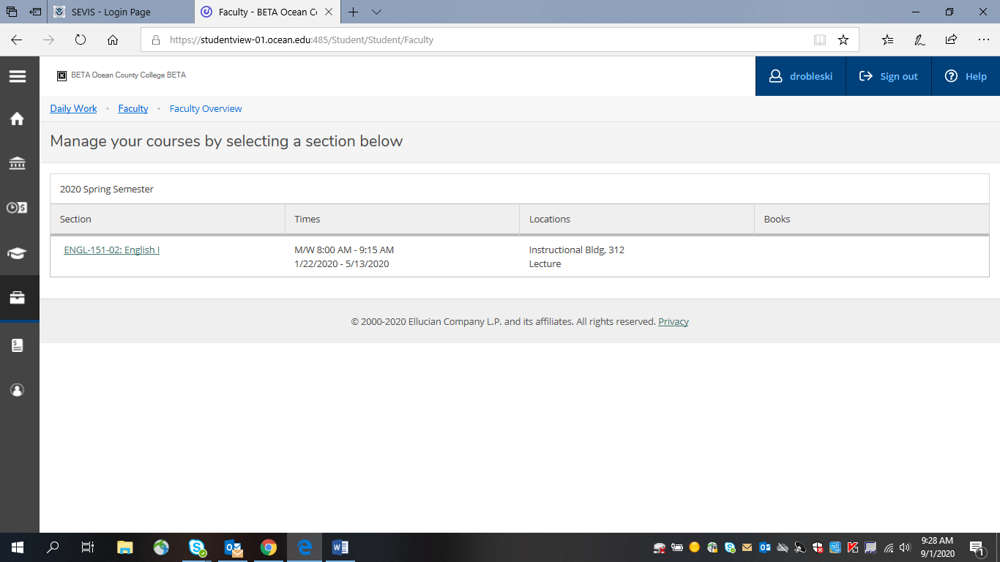 SEVIS - Login Page
Faculty - BETA Ocean Co
https://studentview-01.ocean.edu:485/Student/Student/Faculty
BETA Ocean County College BETA
drobleski
Sign out
Help
Daily Work • Faculty • Faculty Overview
Manage your courses by selecting a section below
2020 Spring Semester
Section Times Locations Books
ENGL-151-02: English I M/W 8:00 AM - 9:15 AM Instructional Bldg, 312
1/22/2020 - 5/13/2020 Lecture
© 2000-2020 Ellucian Company L.P. and its affiliates. All rights reserved. Privacy
9:28 AM
9/1/2020
1